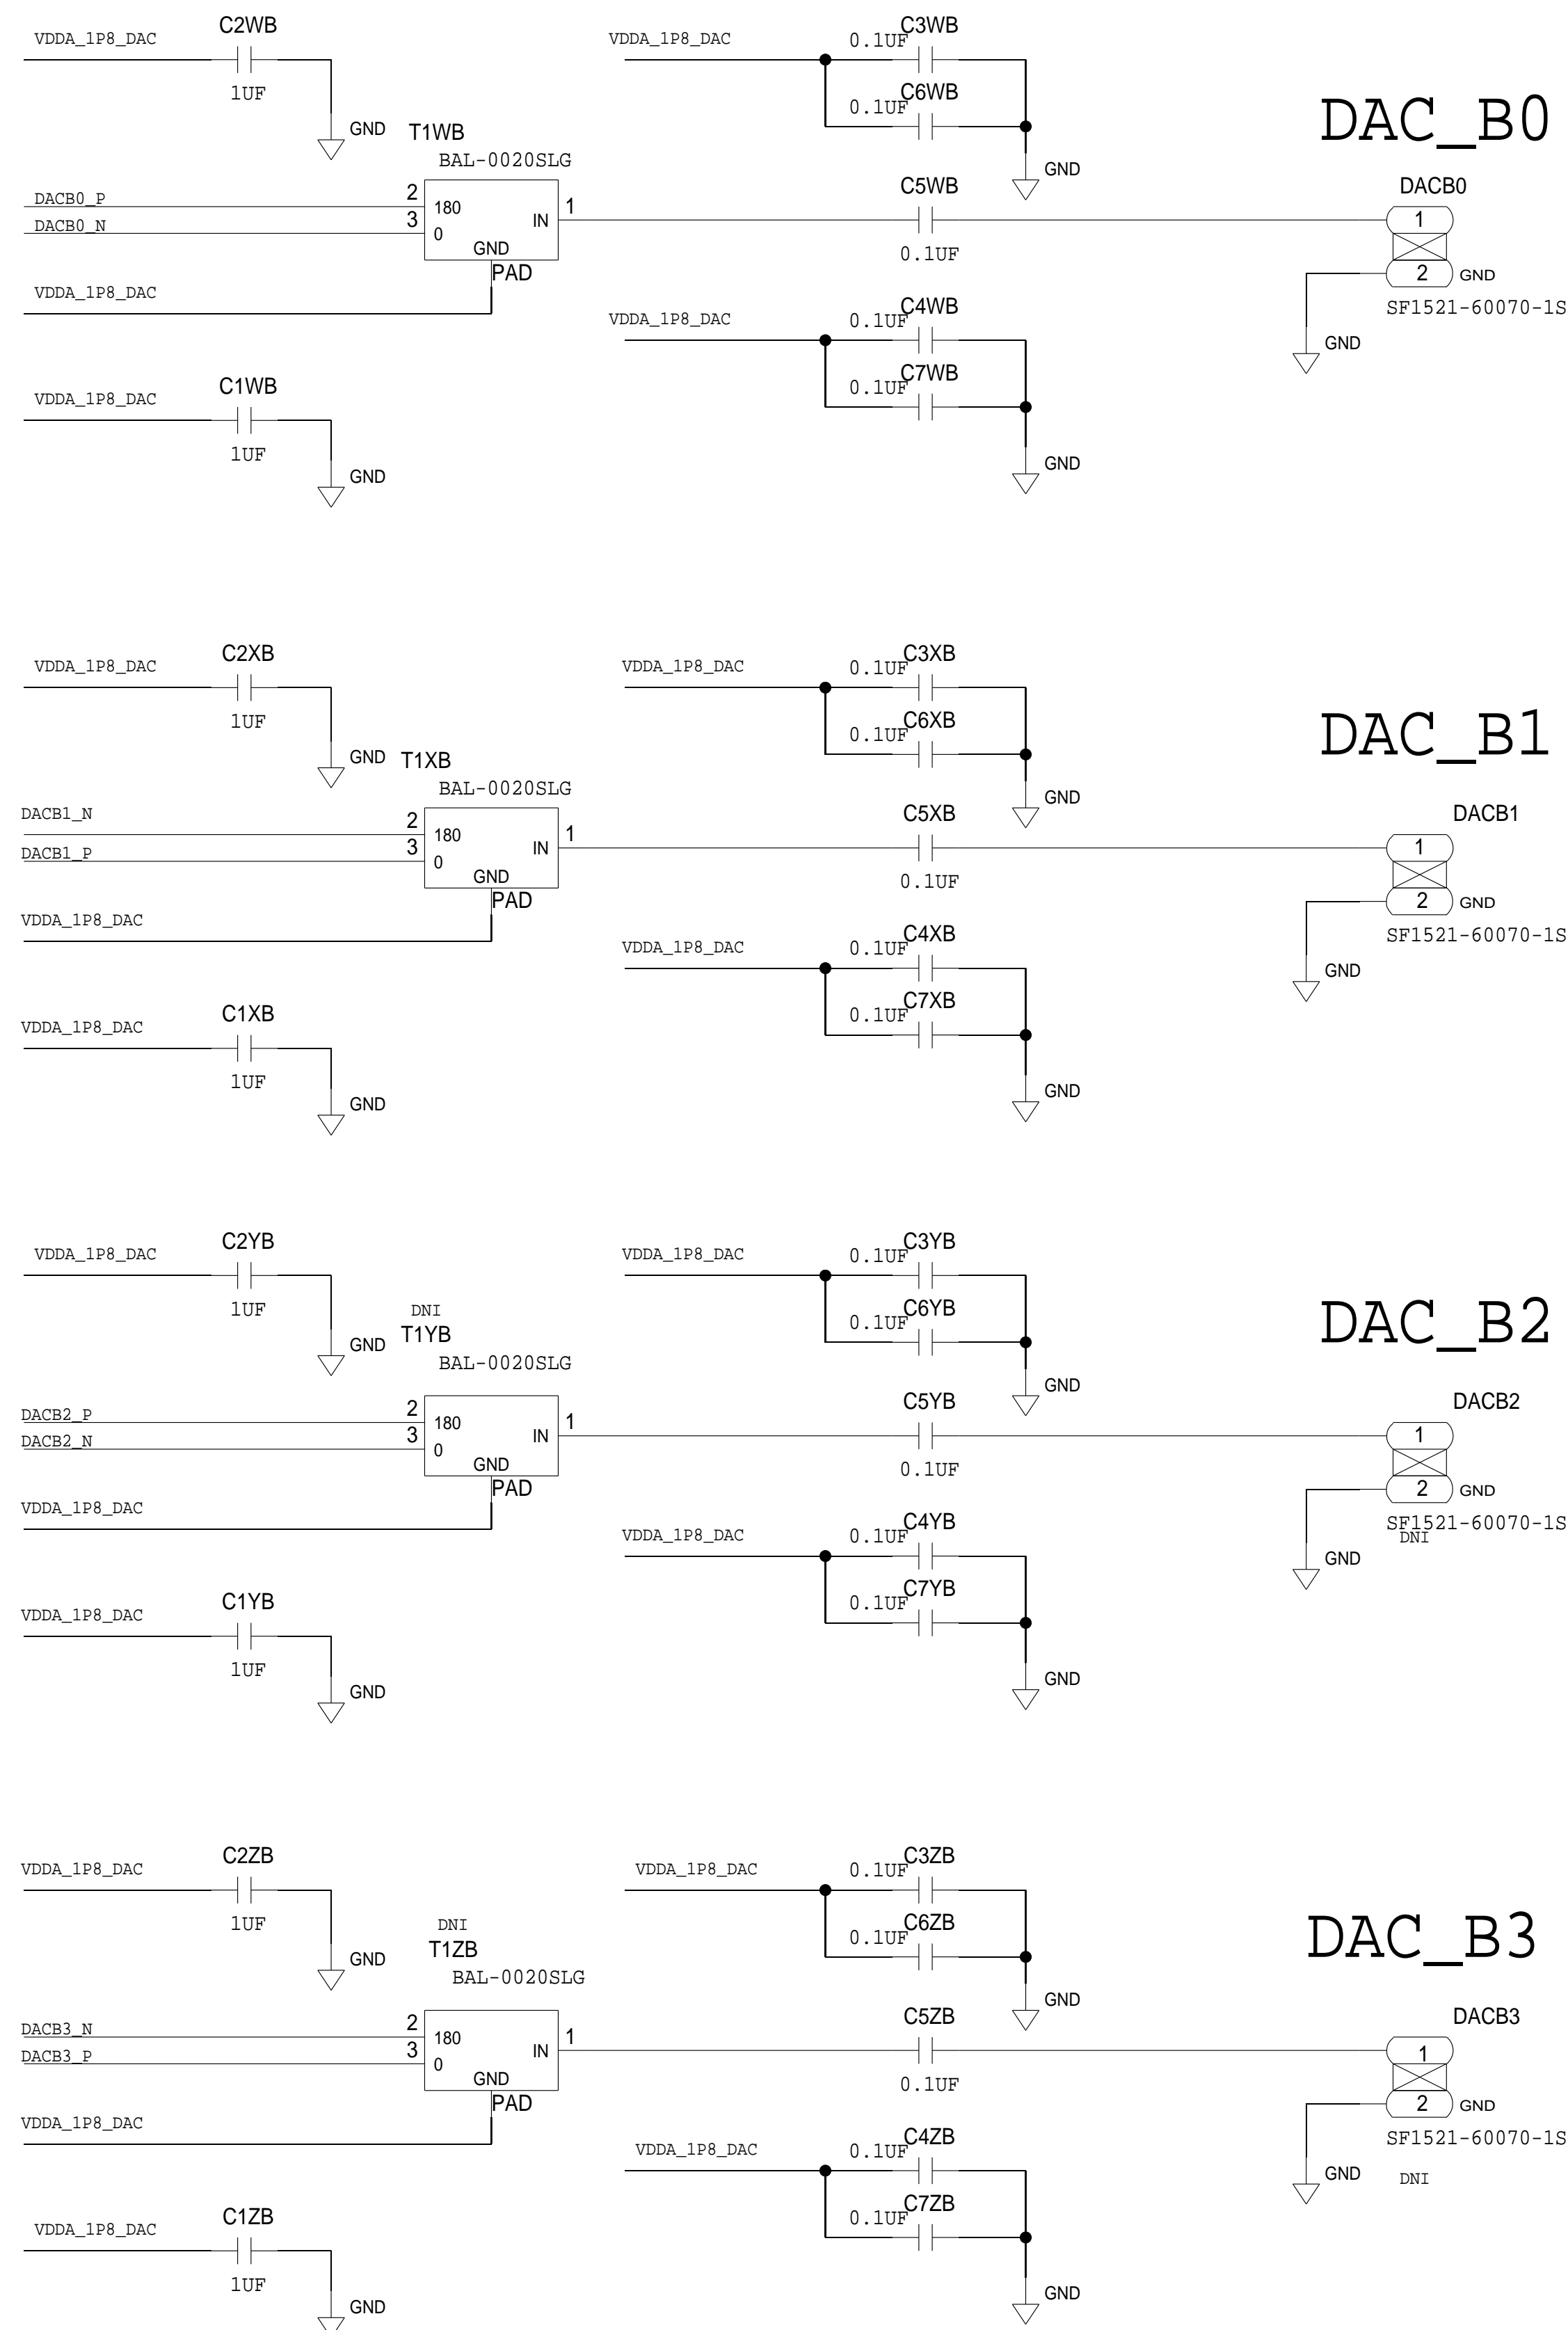 C2WB
C3WB
VDDA_1P8_DAC
VDDA_1P8_DAC
0.1UF
1UF
C6WB
0.1UF
DAC_B0
GND
T1WB
BAL-0020SLG
GND
C5WB
DACB0
DACB0_P
2
180
1
1
DACB0_N
3
0
IN
GND
0.1UF
PAD
2
GND
VDDA_1P8_DAC
C4WB
SF1521-60070-1S
VDDA_1P8_DAC
0.1UF
GND
C1WB
C7WB
VDDA_1P8_DAC
0.1UF
1UF
GND
GND
C2XB
C3XB
VDDA_1P8_DAC
VDDA_1P8_DAC
0.1UF
1UF
C6XB
0.1UF
DAC_B1
GND
T1XB
BAL-0020SLG
GND
DACB1_N
C5XB
DACB1
2
180
1
1
DACB1_P
3
0
IN
GND
0.1UF
PAD
2
GND
VDDA_1P8_DAC
C4XB
SF1521-60070-1S
VDDA_1P8_DAC
0.1UF
GND
C1XB
C7XB
VDDA_1P8_DAC
0.1UF
1UF
GND
GND
C2YB
C3YB
VDDA_1P8_DAC
VDDA_1P8_DAC
0.1UF
1UF
DNI
C6YB
0.1UF
DAC_B2
T1YB
GND
BAL-0020SLG
GND
C5YB
DACB2
DACB2_P
2
180
1
1
DACB2_N
3
0
IN
GND
0.1UF
PAD
2
GND
VDDA_1P8_DAC
C4YB
SF1521-60070-1S
VDDA_1P8_DAC
0.1UF
DNI
GND
C1YB
C7YB
VDDA_1P8_DAC
0.1UF
1UF
GND
GND
C2ZB
C3ZB
VDDA_1P8_DAC
VDDA_1P8_DAC
0.1UF
1UF
DNI
C6ZB
0.1UF
DAC_B3
T1ZB
GND
BAL-0020SLG
GND
C5ZB
DACB3
DACB3_N
2
180
1
1
DACB3_P
3
0
IN
GND
0.1UF
PAD
2
GND
VDDA_1P8_DAC
C4ZB
SF1521-60070-1S
VDDA_1P8_DAC
0.1UF
GND
DNI
C1ZB
C7ZB
VDDA_1P8_DAC
0.1UF
1UF
GND
GND